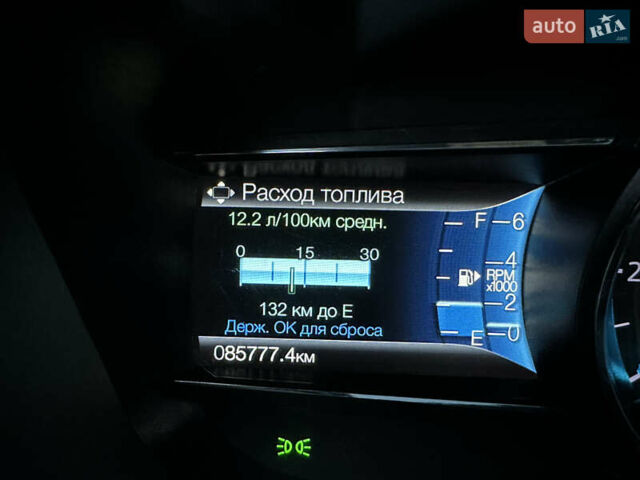 auto RIA
.com
Расход топлива
12.2 л/100км средн.
0 15 30
132 км до E
Держ. OK для сброса
085777.4км
F 6
4
RPM
x1000
2
E 0
2